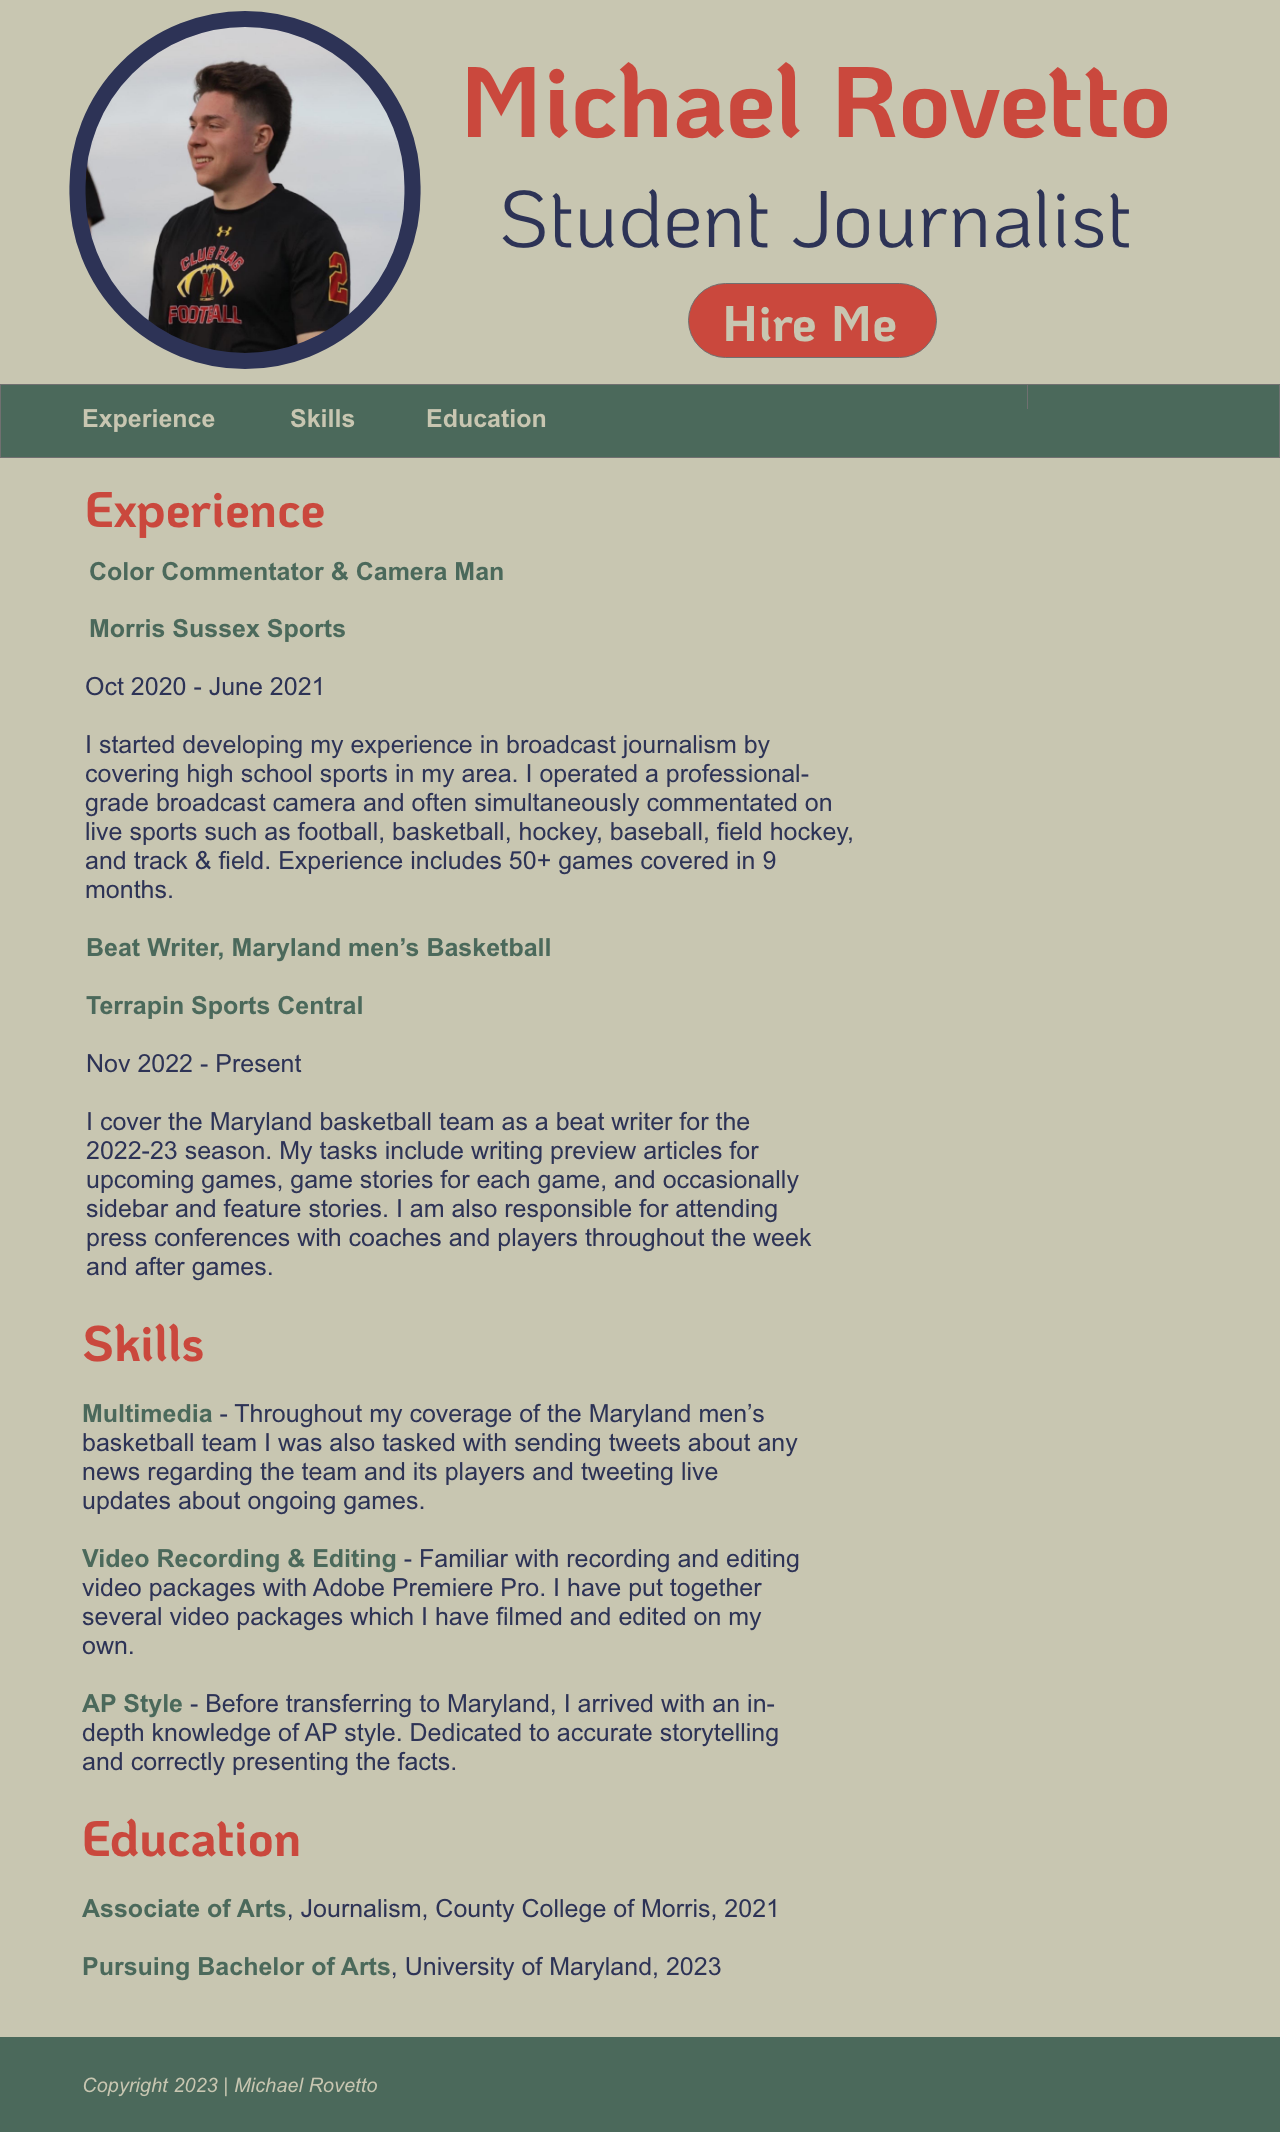 Michael Rovetto
Student Journalist
CLUB FLAG
FOOTBALL
2
Hire Me
Experience Skills Education
Experience
Color Commentator & Camera Man
Morris Sussex Sports
Oct 2020 - June 2021
I started developing my experience in broadcast journalism by
covering high school sports in my area. I operated a professional-
grade broadcast camera and often simultaneously commentated on
live sports such as football, basketball, hockey, baseball, field hockey,
and track & field. Experience includes 50+ games covered in 9
months.
Beat Writer, Maryland men’s Basketball
Terrapin Sports Central
Nov 2022 - Present
I cover the Maryland basketball team as a beat writer for the
2022-23 season. My tasks include writing preview articles for
upcoming games, game stories for each game, and occasionally
sidebar and feature stories. I am also responsible for attending
press conferences with coaches and players throughout the week
and after games.
Skills
Multimedia - Throughout my coverage of the Maryland men’s
basketball team I was also tasked with sending tweets about any
news regarding the team and its players and tweeting live
updates about ongoing games.
Video Recording & Editing - Familiar with recording and editing
video packages with Adobe Premiere Pro. I have put together
several video packages which I have filmed and edited on my
own.
AP Style - Before transferring to Maryland, I arrived with an in-
depth knowledge of AP style. Dedicated to accurate storytelling
and correctly presenting the facts.
Education
Associate of Arts, Journalism, County College of Morris, 2021
Pursuing Bachelor of Arts, University of Maryland, 2023
Copyright 2023 | Michael Rovetto